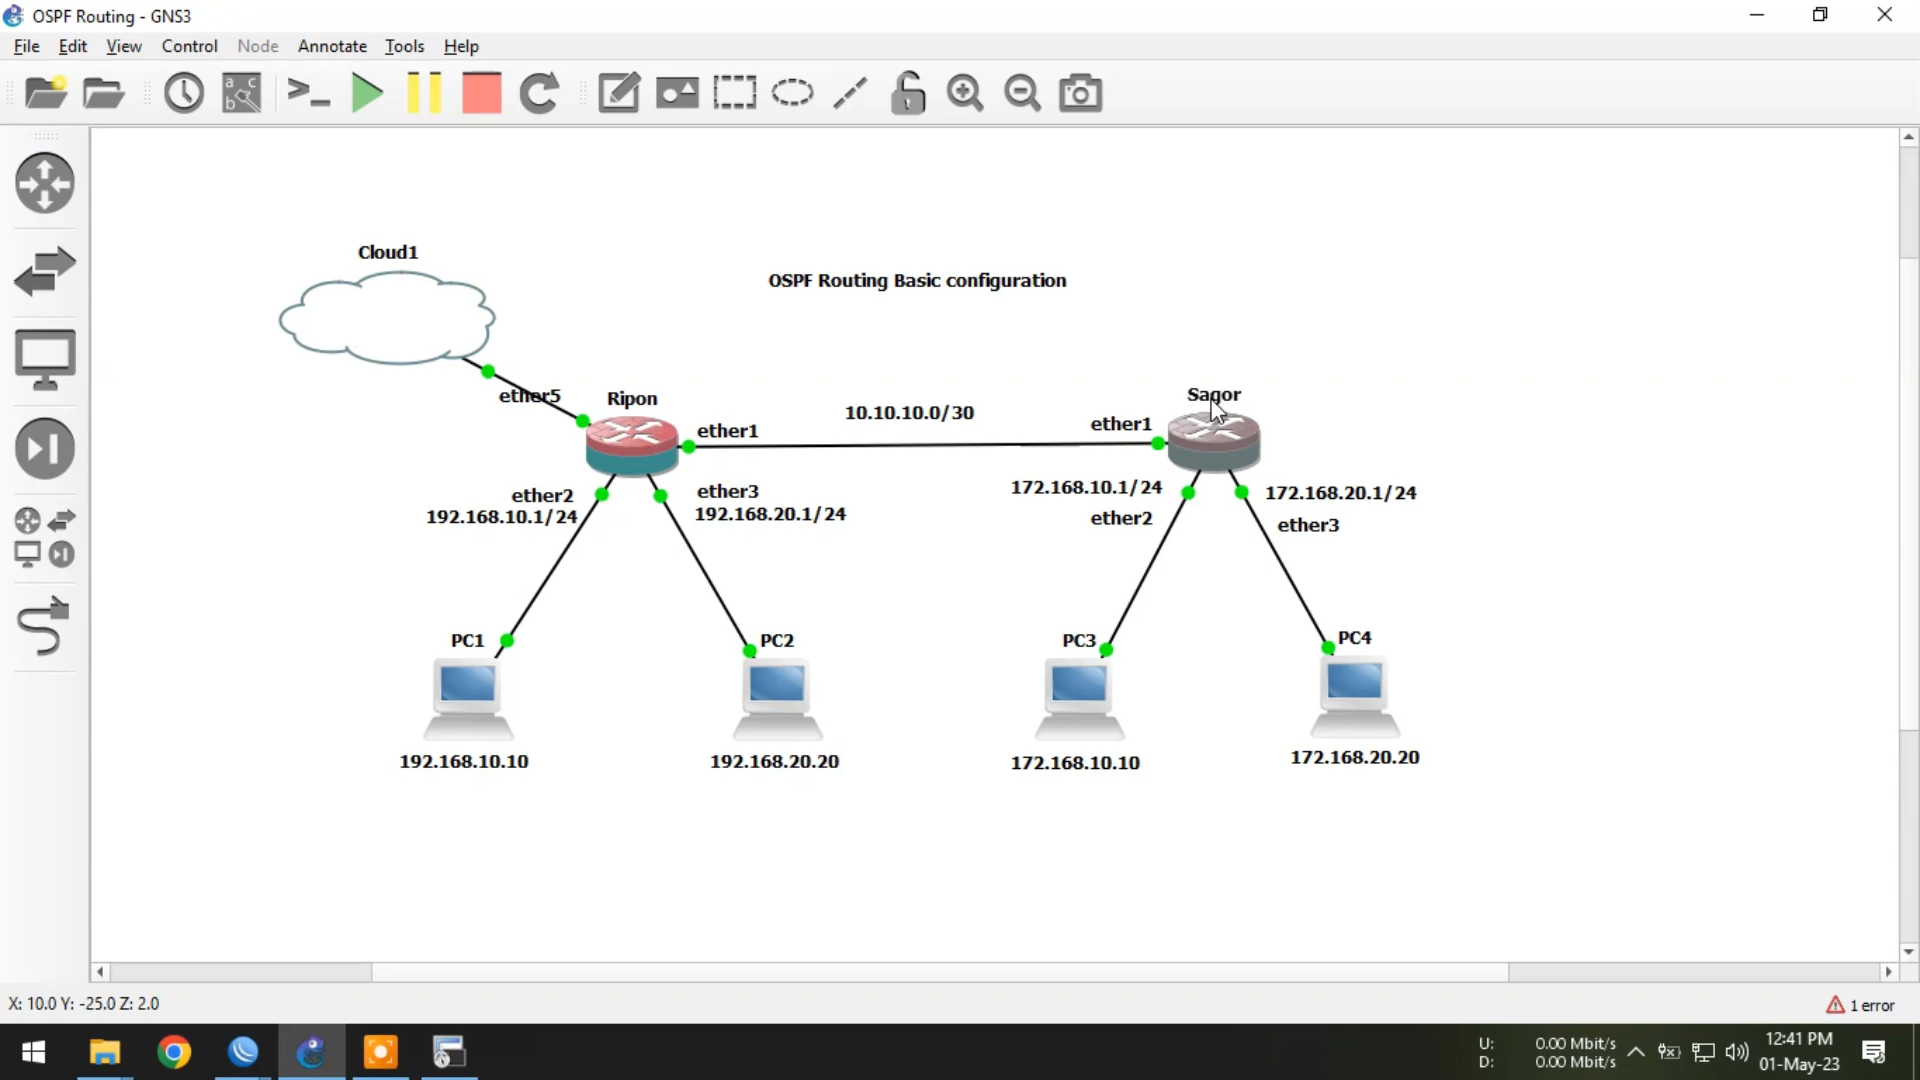 OSPF Routing - GNS3
File Edit View Control Node Annotate Tools Help
Cloud1
OSPF Routing Basic configuration
ether5
Ripon
10.10.10.0/30
Sagor
ether1
ether1
ether2
192.168.10.1/24
ether3
192.168.20.1/24
172.168.10.1/24
ether2
172.168.20.1/24
ether3
PC1
PC2
PC3
PC4
192.168.10.10
192.168.20.20
172.168.10.10
172.168.20.20
X: 10.0 Y: -25.0 Z: 2.0
1 error
U: 0.00 Mbit/s
D: 0.00 Mbit/s
12:41 PM
01-May-23